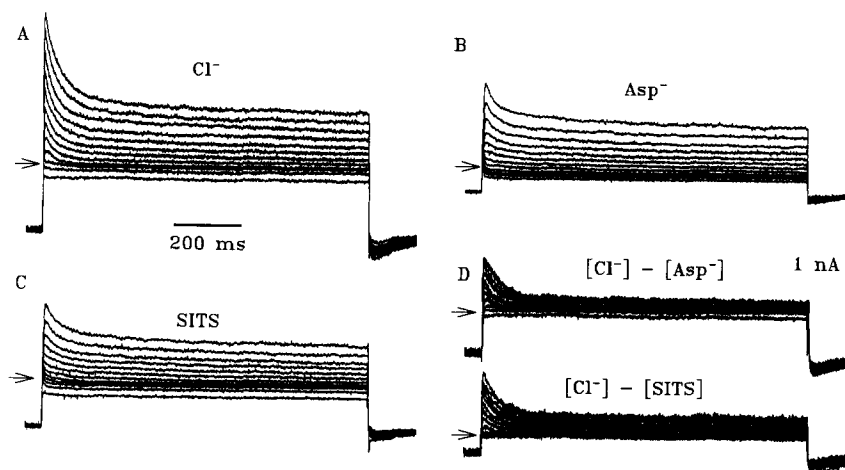 A
Cl⁻
200 ms
B
Asp⁻
C
SITS
D
[Cl⁻] − [Asp⁻]
1 nA
[Cl⁻] − [SITS]